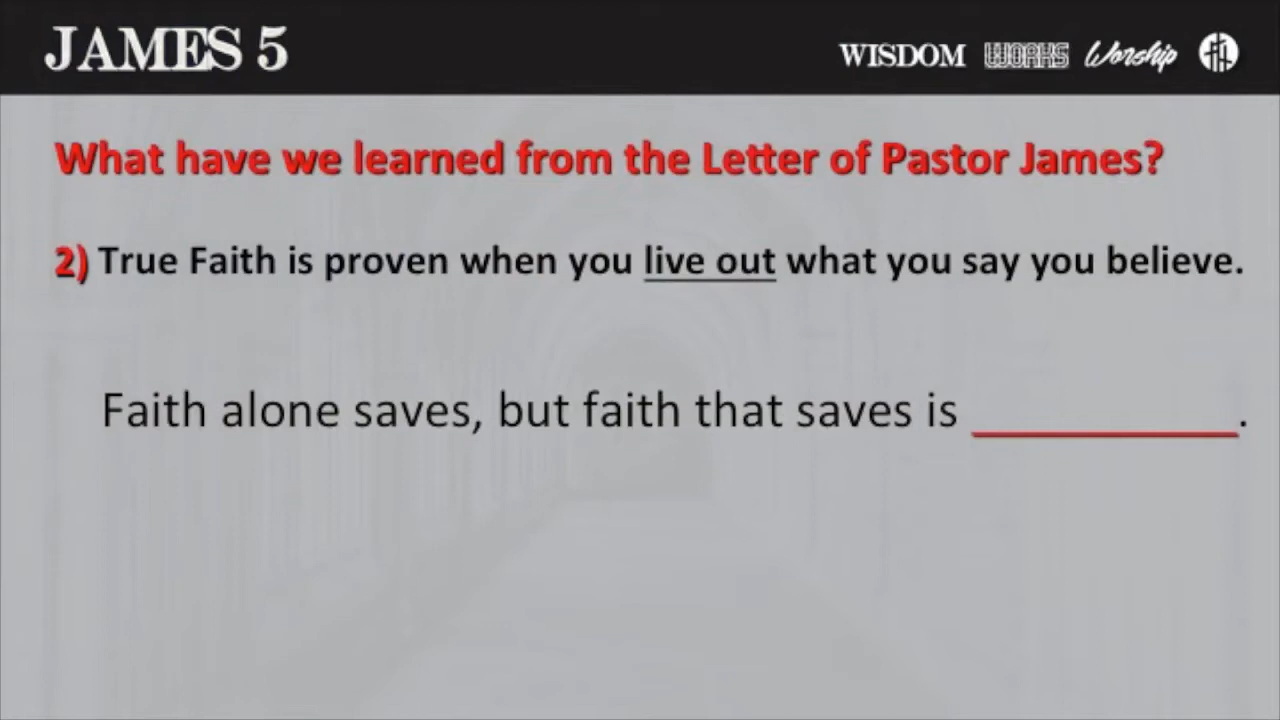 JAMES 5
WISDOM WORKS Worship
What have we learned from the Letter of Pastor James?
2) True Faith is proven when you live out what you say you believe.
Faith alone saves, but faith that saves is __________.